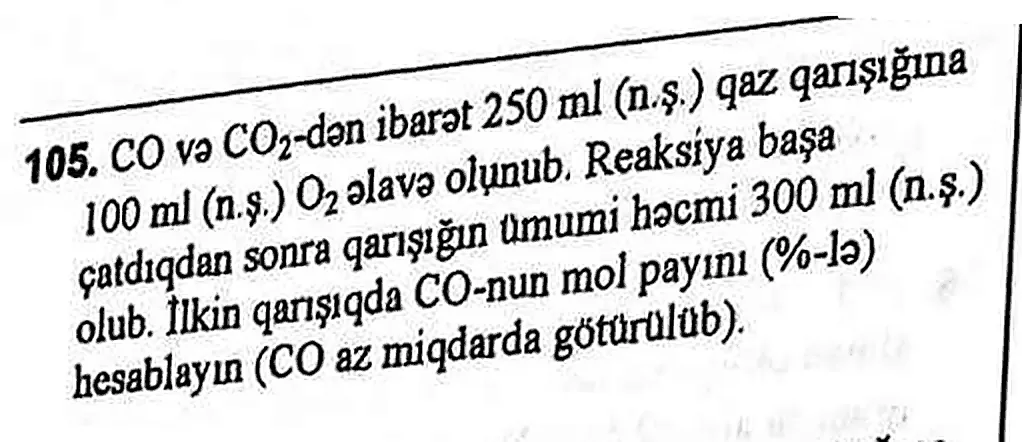 105. CO və CO₂-dən ibarət 250 ml (n.ş.) qaz qarışığına
100 ml (n.ş.) O₂ əlavə olunub. Reaksiya başa
çatdıqdan sonra qarışığın ümumi həcmi 300 ml (n.ş.)
olub. İlkin qarışıqda CO-nun mol payını (%-lə)
hesablayın (CO az miqdarda götürülüb).